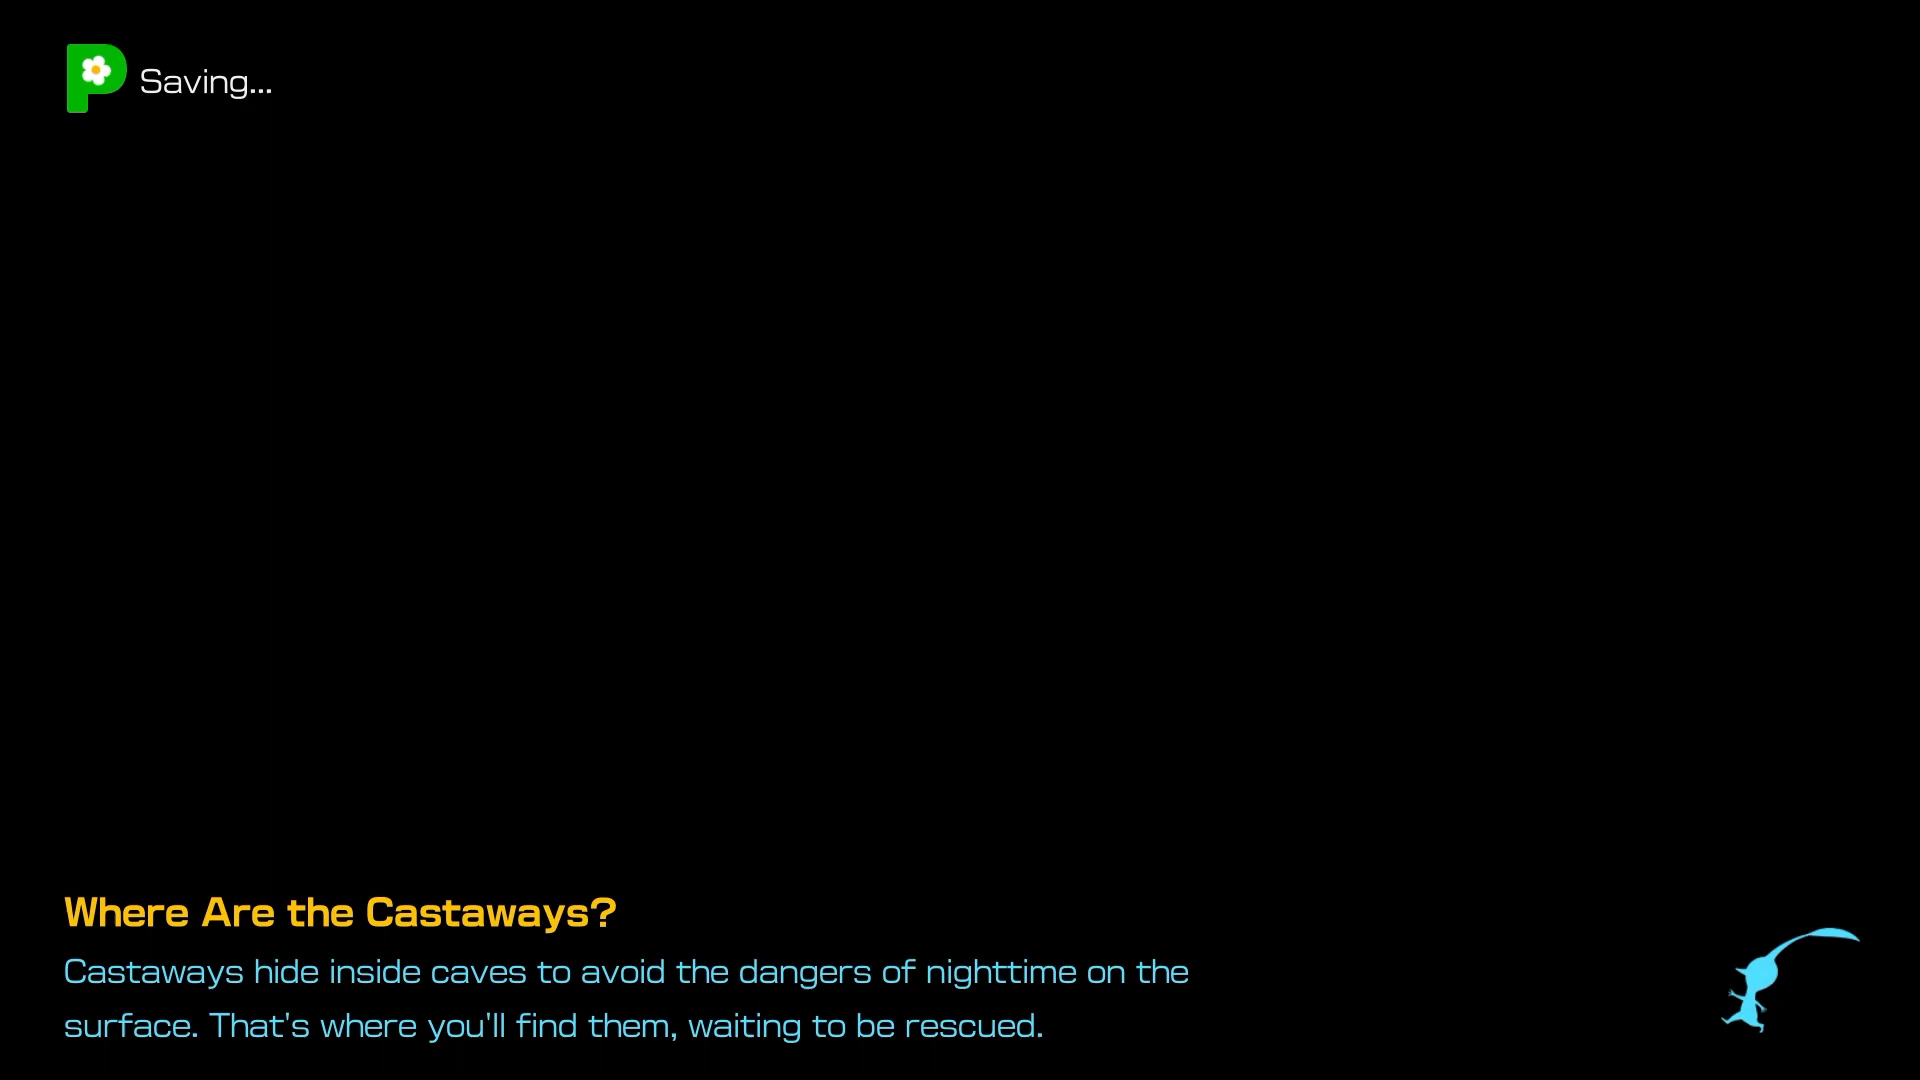 Saving...
Where Are the Castaways?
Castaways hide inside caves to avoid the dangers of nighttime on the
surface. That's where you'll find them, waiting to be rescued.